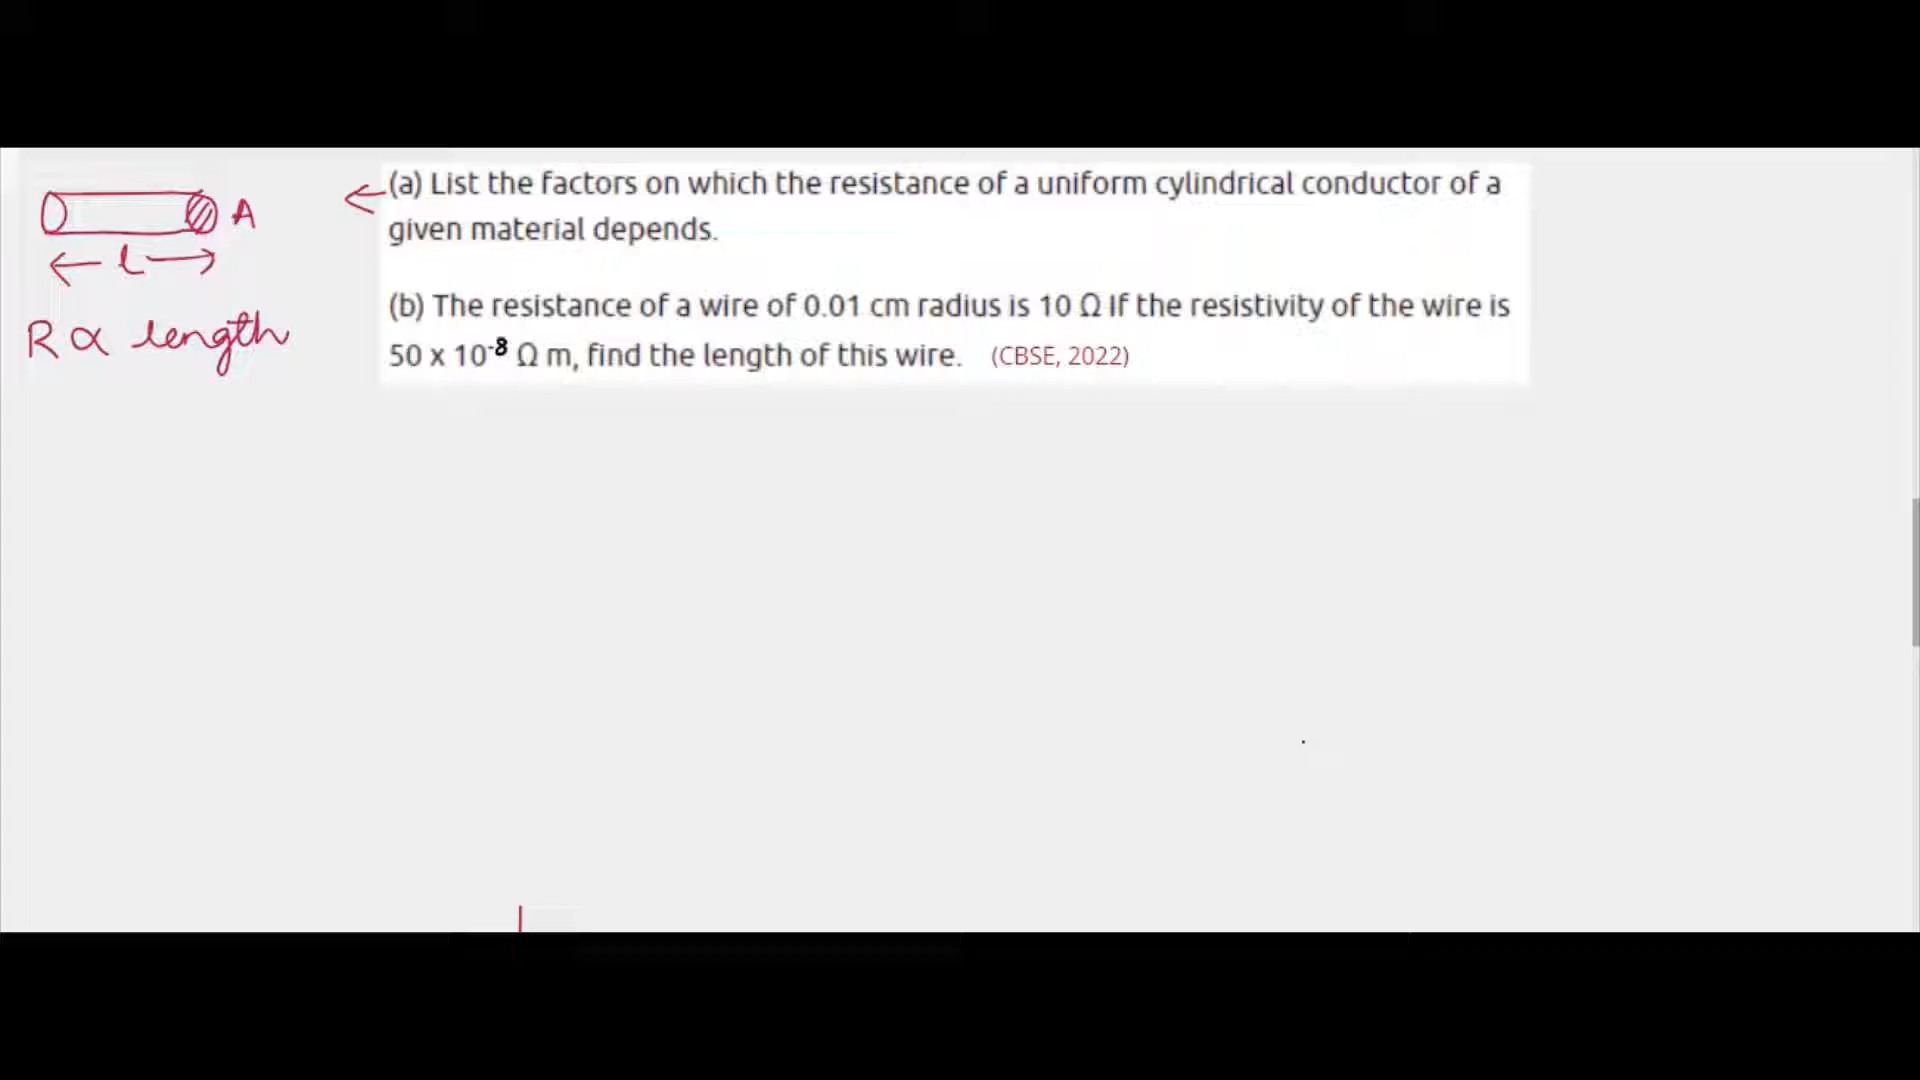 (a) List the factors on which the resistance of a uniform cylindrical conductor of a
given material depends.
(b) The resistance of a wire of 0.01 cm radius is 10 Ω If the resistivity of the wire is
50 x 10⁻⁸ Ω m, find the length of this wire. (CBSE, 2022)
A
l
R ∝ length